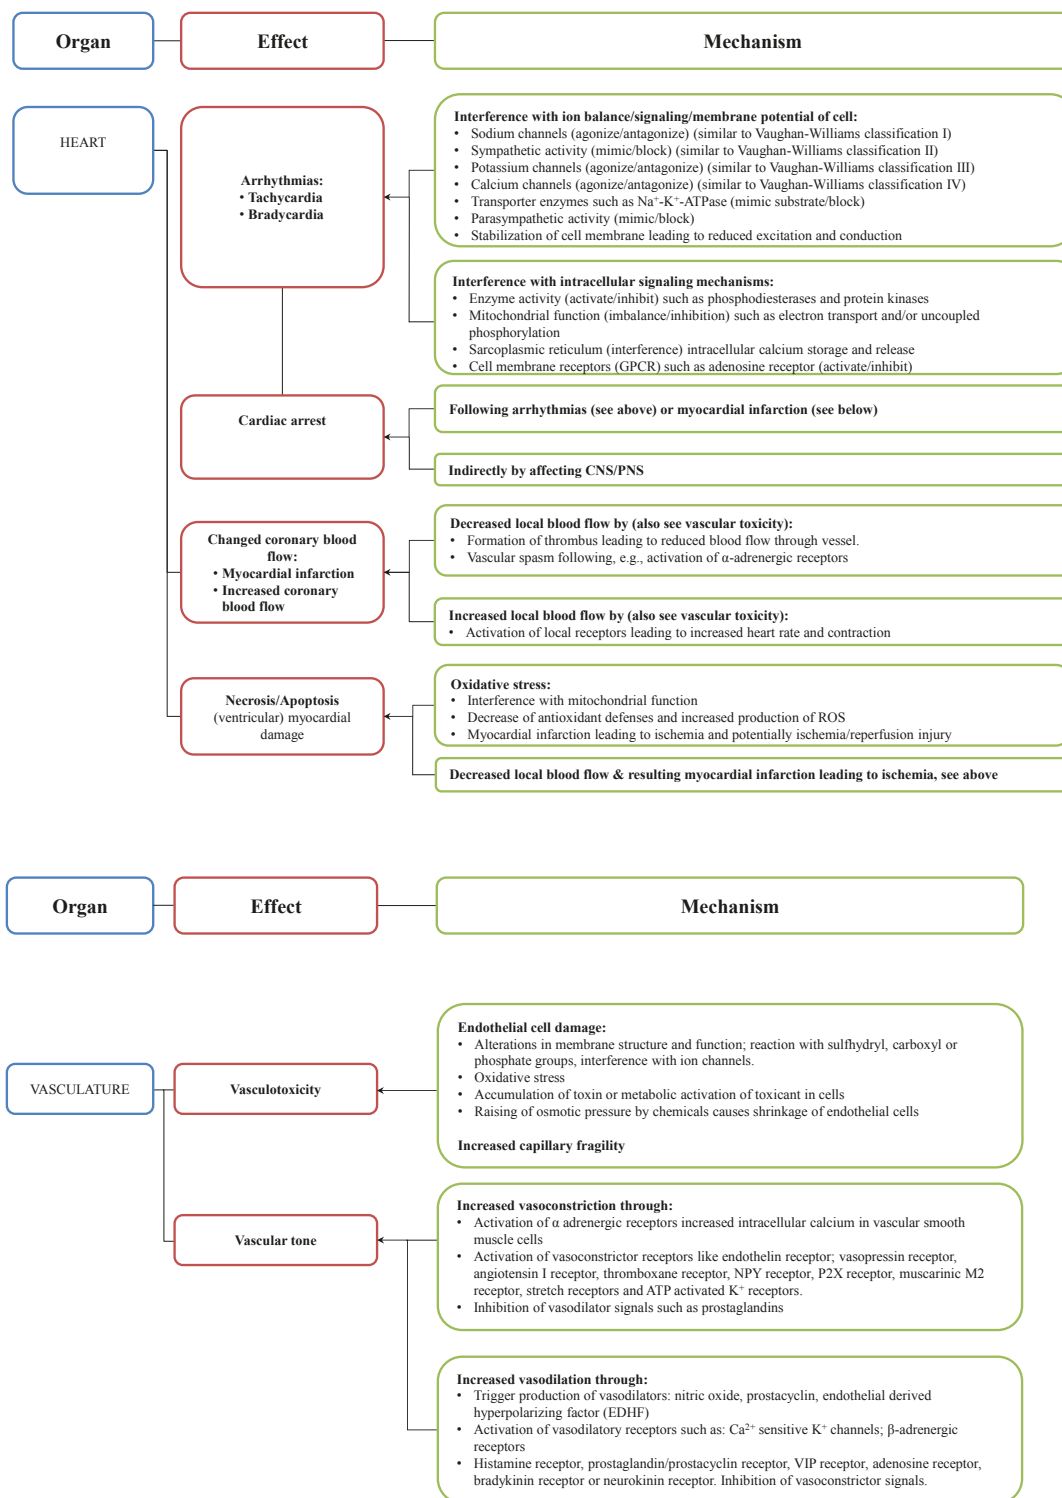 Organ
Effect
Mechanism
HEART
Arrhythmias:
• Tachycardia
• Bradycardia
Interference with ion balance/signaling/membrane potential of cell:
• Sodium channels (agonize/antagonize) (similar to Vaughan-Williams classification I)
• Sympathetic activity (mimic/block) (similar to Vaughan-Williams classification II)
• Potassium channels (agonize/antagonize) (similar to Vaughan-Williams classification III)
• Calcium channels (agonize/antagonize) (similar to Vaughan-Williams classification IV)
• Transporter enzymes such as Na⁺-K⁺-ATPase (mimic substrate/block)
• Parasympathetic activity (mimic/block)
• Stabilization of cell membrane leading to reduced excitation and conduction
Interference with intracellular signaling mechanisms:
• Enzyme activity (activate/inhibit) such as phosphodiesterases and protein kinases
• Mitochondrial function (imbalance/inhibition) such as electron transport and/or uncoupled
phosphorylation
• Sarcoplasmic reticulum (interference) intracellular calcium storage and release
• Cell membrane receptors (GPCR) such as adenosine receptor (activate/inhibit)
Cardiac arrest
Following arrhythmias (see above) or myocardial infarction (see below)
Indirectly by affecting CNS/PNS
Changed coronary blood
flow:
• Myocardial infarction
• Increased coronary
blood flow
Decreased local blood flow by (also see vascular toxicity):
• Formation of thrombus leading to reduced blood flow through vessel.
• Vascular spasm following, e.g., activation of α-adrenergic receptors
Increased local blood flow by (also see vascular toxicity):
• Activation of local receptors leading to increased heart rate and contraction
Necrosis/Apoptosis
(ventricular) myocardial
damage
Oxidative stress:
• Interference with mitochondrial function
• Decrease of antioxidant defenses and increased production of ROS
• Myocardial infarction leading to ischemia and potentially ischemia/reperfusion injury
Decreased local blood flow & resulting myocardial infarction leading to ischemia, see above
Organ
Effect
Mechanism
VASCULATURE
Vasculotoxicity
Endothelial cell damage:
• Alterations in membrane structure and function; reaction with sulfhydryl, carboxyl or
phosphate groups, interference with ion channels.
• Oxidative stress
• Accumulation of toxin or metabolic activation of toxicant in cells
• Raising of osmotic pressure by chemicals causes shrinkage of endothelial cells
Increased capillary fragility
Vascular tone
Increased vasoconstriction through:
• Activation of α adrenergic receptors increased intracellular calcium in vascular smooth
muscle cells
• Activation of vasoconstrictor receptors like endothelin receptor; vasopressin receptor,
angiotensin I receptor, thromboxane receptor, NPY receptor, P2X receptor, muscarinic M2
receptor, stretch receptors and ATP activated K⁺ receptors.
• Inhibition of vasodilator signals such as prostaglandins
Increased vasodilation through:
• Trigger production of vasodilators: nitric oxide, prostacyclin, endothelial derived
hyperpolarizing factor (EDHF)
• Activation of vasodilatory receptors such as: Ca²⁺ sensitive K⁺ channels; β-adrenergic
receptors
• Histamine receptor, prostaglandin/prostacyclin receptor, VIP receptor, adenosine receptor,
bradykinin receptor or neurokinin receptor. Inhibition of vasoconstrictor signals.